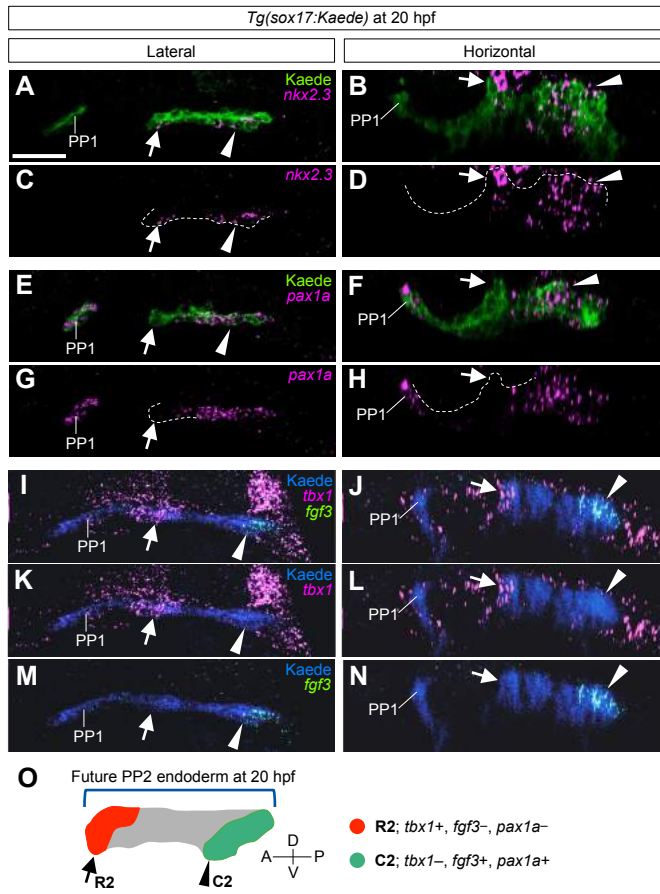 Tg(sox17:Kaede) at 20 hpf
Lateral
Horizontal
A
Kaede
nkx2.3
PP1
B
PP1
C
nkx2.3
D
E
Kaede
pax1a
PP1
F
PP1
G
pax1a
PP1
H
PP1
I
Kaede
tbx1
fgf3
PP1
J
PP1
K
Kaede
tbx1
PP1
L
PP1
M
Kaede
fgf3
PP1
N
PP1
O
Future PP2 endoderm at 20 hpf
R2
C2
D
A
P
V
R2; tbx1+, fgf3–, pax1a–
C2; tbx1–, fgf3+, pax1a+